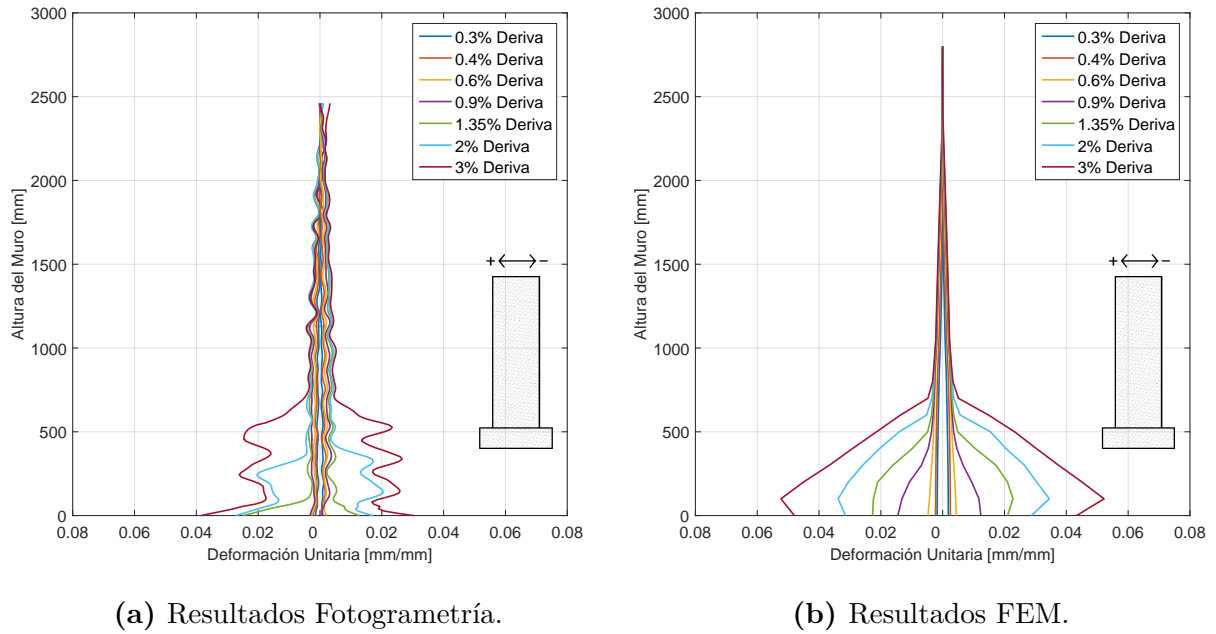 3000
2500
2000
1500
1000
500
0
Altura del Muro [mm]
0.08
0.06
0.04
0.02
0
0.02
0.04
0.06
0.08
Deformación Unitaria [mm/mm]
0.3% Deriva
0.4% Deriva
0.6% Deriva
0.9% Deriva
1.35% Deriva
2% Deriva
3% Deriva
+ −
(a) Resultados Fotogrametría.
3000
2500
2000
1500
1000
500
0
Altura del Muro [mm]
0.08
0.06
0.04
0.02
0
0.02
0.04
0.06
0.08
Deformación Unitaria [mm/mm]
0.3% Deriva
0.4% Deriva
0.6% Deriva
0.9% Deriva
1.35% Deriva
2% Deriva
3% Deriva
+ −
(b) Resultados FEM.